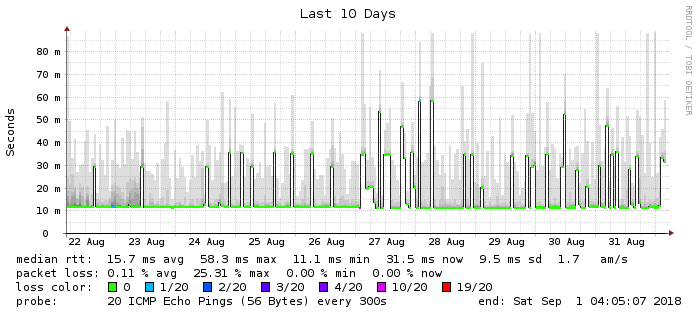 Last 10 Days
RRDTOOL / TOBI OETIKER
Seconds
80 m
70 m
60 m
50 m
40 m
30 m
20 m
10 m
0
22 Aug 23 Aug 24 Aug 25 Aug 26 Aug 27 Aug 28 Aug 29 Aug 30 Aug 31 Aug
median rtt: 15.7 ms avg 58.3 ms max 11.1 ms min 31.5 ms now 9.5 ms sd 1.7 am/s
packet loss: 0.11 % avg 25.31 % max 0.00 % min 0.00 % now
loss color: 0 1/20 2/20 3/20 4/20 10/20 19/20
probe: 20 ICMP Echo Pings (56 Bytes) every 300s end: Sat Sep 1 04:05:07 2018